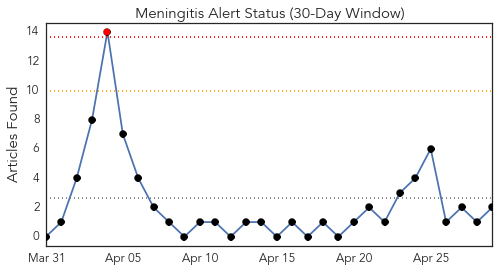 Meningitis Alert Status (30-Day Window)
14
12
10
8
6
4
2
0
Articles Found
Mar 31 Apr 05 Apr 10 Apr 15 Apr 20 Apr 25